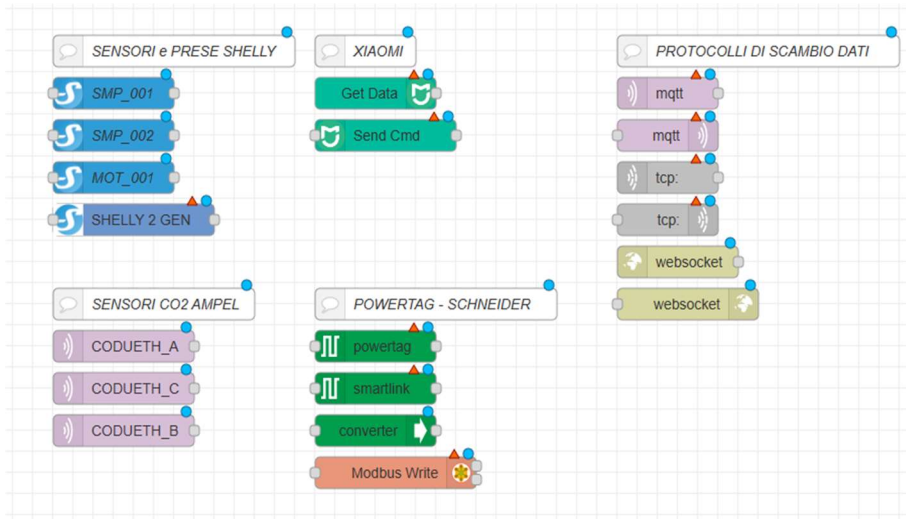 SENSORI e PRESE SHELLY
SMP_001
SMP_002
MOT_001
SHELLY 2 GEN
XIAOMI
Get Data
Send Cmd
PROTOCOLLI DI SCAMBIO DATI
mqtt
mqtt
tcp:
tcp:
websocket
websocket
SENSORI CO2 AMPEL
CODUETH_A
CODUETH_C
CODUETH_B
POWERTAG - SCHNEIDER
powertag
smartlink
converter
Modbus Write